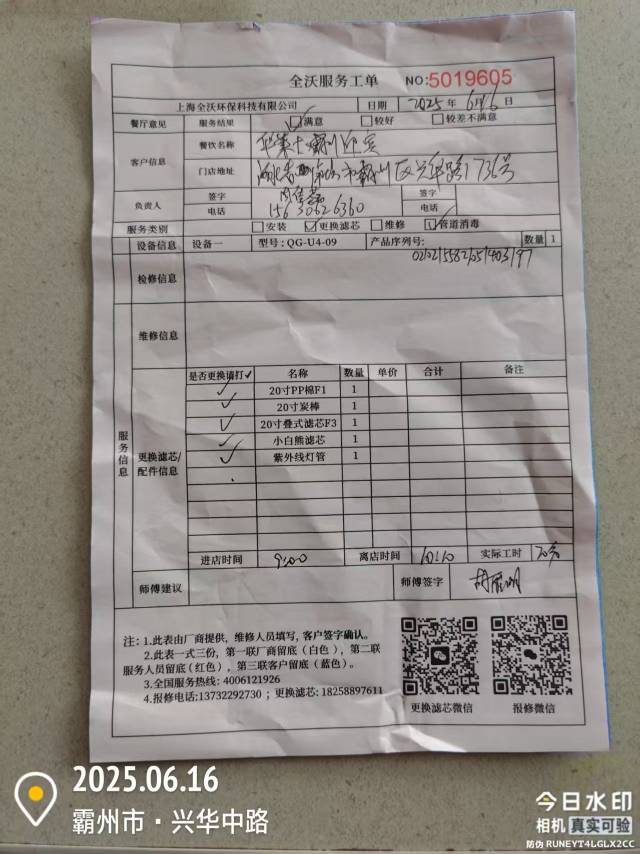 全沃服务工单 NO:5019605
上海全沃环保科技有限公司 日期 2025年6月16日
餐厅意见 服务结果 ☑满意 □较好 □较差不满意
客户信息 餐饮名称
门店地址 区兴华路1736号
负责人 签字 签字
电话 15630626360 电话
服务类别 □安装 ☑更换滤芯 □维修 ☑管道消毒
设备信息 设备一 型号: QG-U4-09 产品序列号: 数量 1
检修信息
维修信息
服务信息
更换滤芯/配件信息
是否更换请打✓ 名称 数量 单价 合计 备注
✓ 20寸PP棉F1 1
✓ 20寸炭棒 1
✓ 20寸叠式滤芯F3 1
✓ 小白熊滤芯 1
✓ 紫外线灯管 1
进店时间 9:00 离店时间 10:10 实际工时 70分
师傅建议 师傅签字
注: 1.此表由厂商提供，维修人员填写, 客户签字确认。
2.此表一式三份，第一联厂商留底 (白色)，第二联
服务人员留底(红色)，第三联客户留底（蓝色)。
3.全国服务热线: 4006121926
4.报修电话:13732292730 ; 更换滤芯: 18258897611
更换滤芯微信 报修微信
2025.06.16
霸州市·兴华中路
今日水印
相机 真实可验
防伪 RUNEYT4LGLX2CC